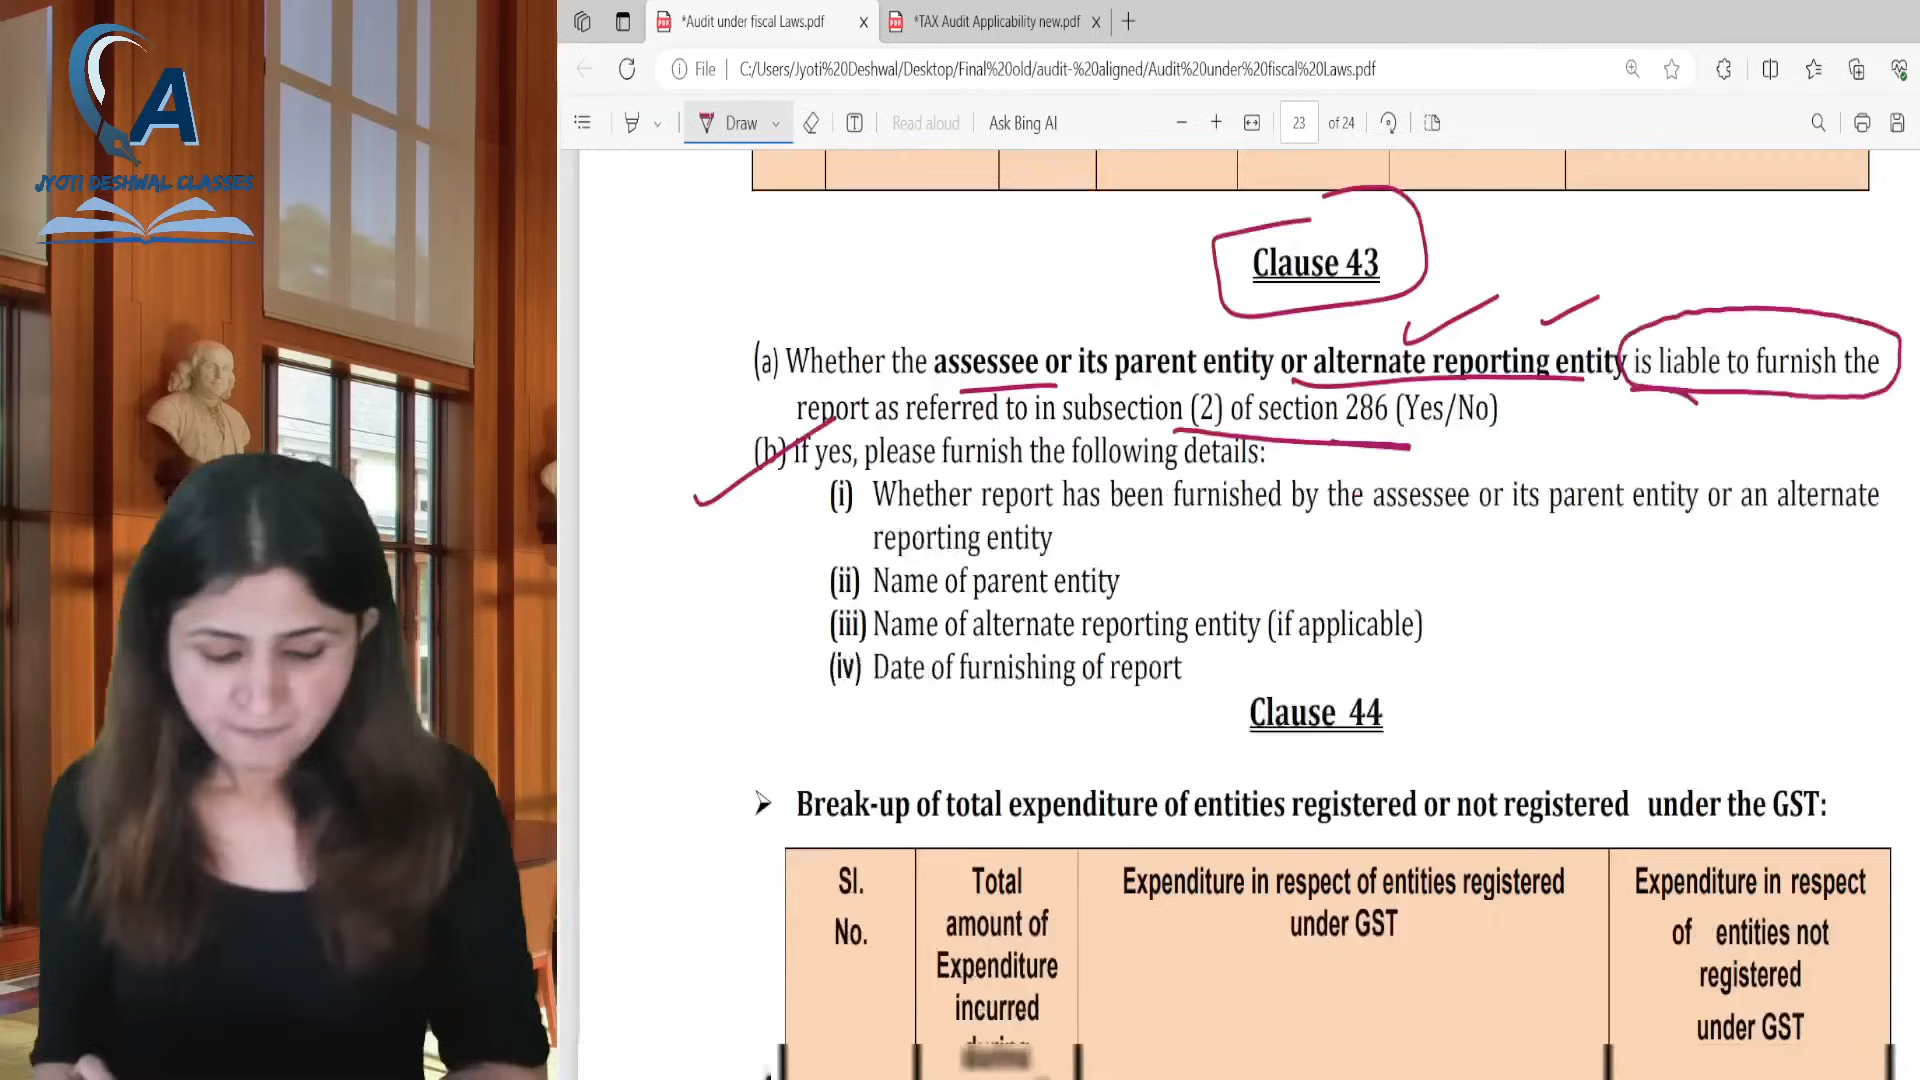 *Audit under fiscal Laws.pdf
*TAX Audit Applicability new.pdf
File C:/Users/Jyoti%20Deshwal/Desktop/Final%20old/audit-%20aligned/Audit%20under%20fiscal%20Laws.pdf
Draw Read aloud Ask Bing AI 23 of 24
CA
JYOTI DESHWAL CLASSES
Clause 43
(a) Whether the assessee or its parent entity or alternate reporting entity is liable to furnish the
report as referred to in subsection (2) of section 286 (Yes/No)
(b) If yes, please furnish the following details:
(i) Whether report has been furnished by the assessee or its parent entity or an alternate
reporting entity
(ii) Name of parent entity
(iii) Name of alternate reporting entity (if applicable)
(iv) Date of furnishing of report
Clause 44
➢ Break-up of total expenditure of entities registered or not registered under the GST:
Sl.
No.
Total
amount of
Expenditure
incurred
during
Expenditure in respect of entities registered
under GST
Expenditure in respect
of entities not
registered
under GST